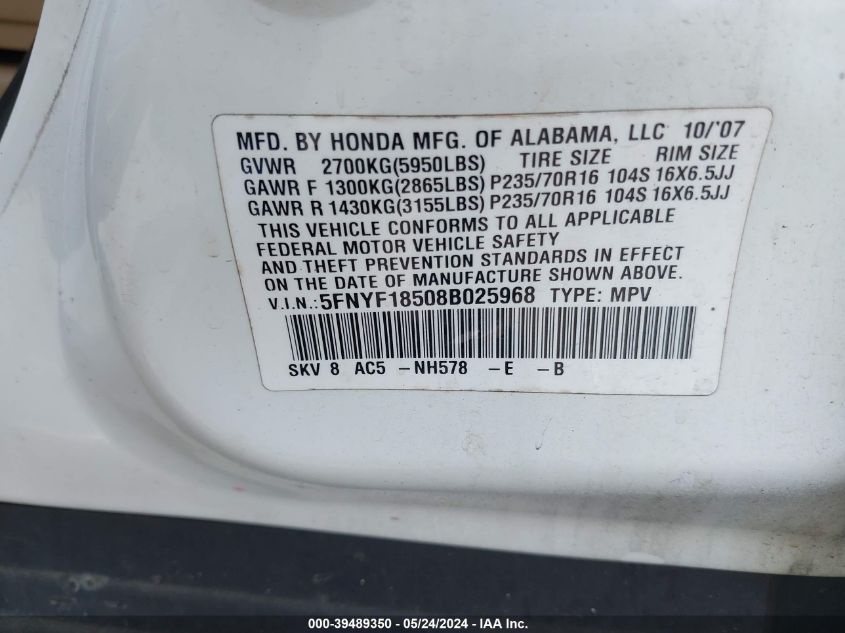 MFD. BY HONDA MFG. OF ALABAMA, LLC 10/'07
GVWR 2700KG(5950LBS) TIRE SIZE RIM SIZE
GAWR F 1300KG(2865LBS) P235/70R16 104S 16X6.5JJ
GAWR R 1430KG(3155LBS) P235/70R16 104S 16X6.5JJ
THIS VEHICLE CONFORMS TO ALL APPLICABLE
FEDERAL MOTOR VEHICLE SAFETY
AND THEFT PREVENTION STANDARDS IN EFFECT
ON THE DATE OF MANUFACTURE SHOWN ABOVE.
V.I.N.:5FNYF18508B025968 TYPE: MPV
SKV 8 AC5 -NH578 -E -B
000-39489350 / 05/24/2024 / - IAA Inc.